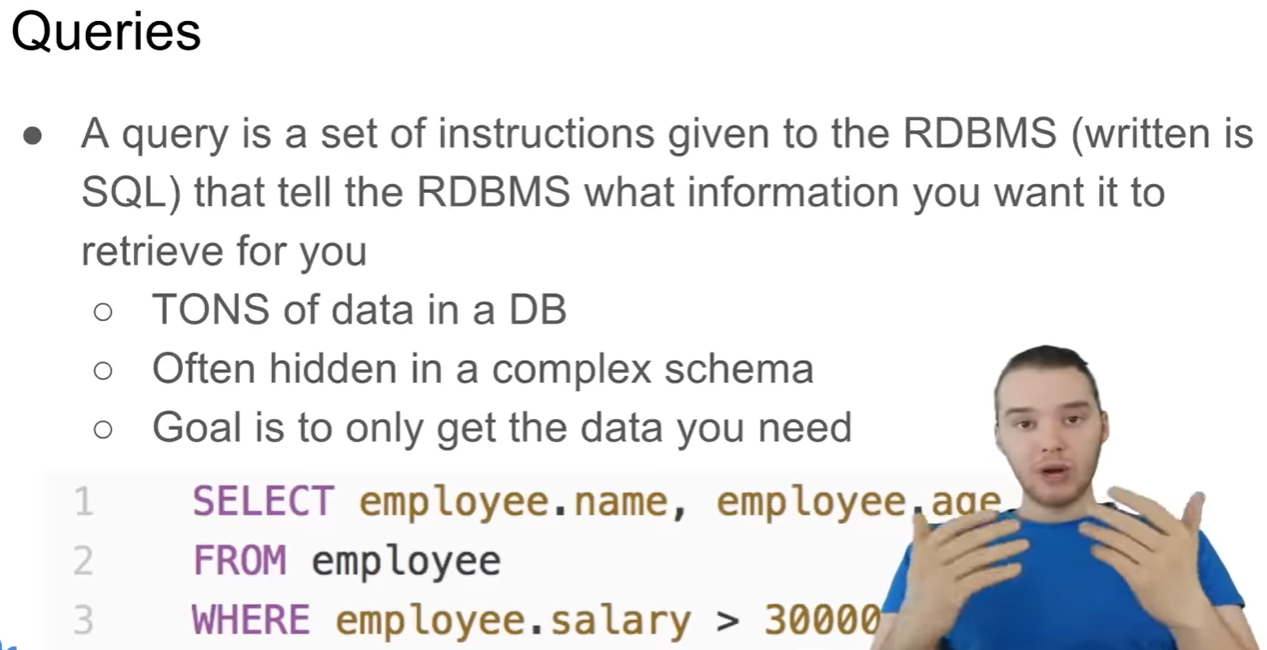 Queries
● A query is a set of instructions given to the RDBMS (written is
SQL) that tell the RDBMS what information you want it to
retrieve for you
○ TONS of data in a DB
○ Often hidden in a complex schema
○ Goal is to only get the data you need
1 SELECT employee.name, employee.age
2 FROM employee
3 WHERE employee.salary > 30000